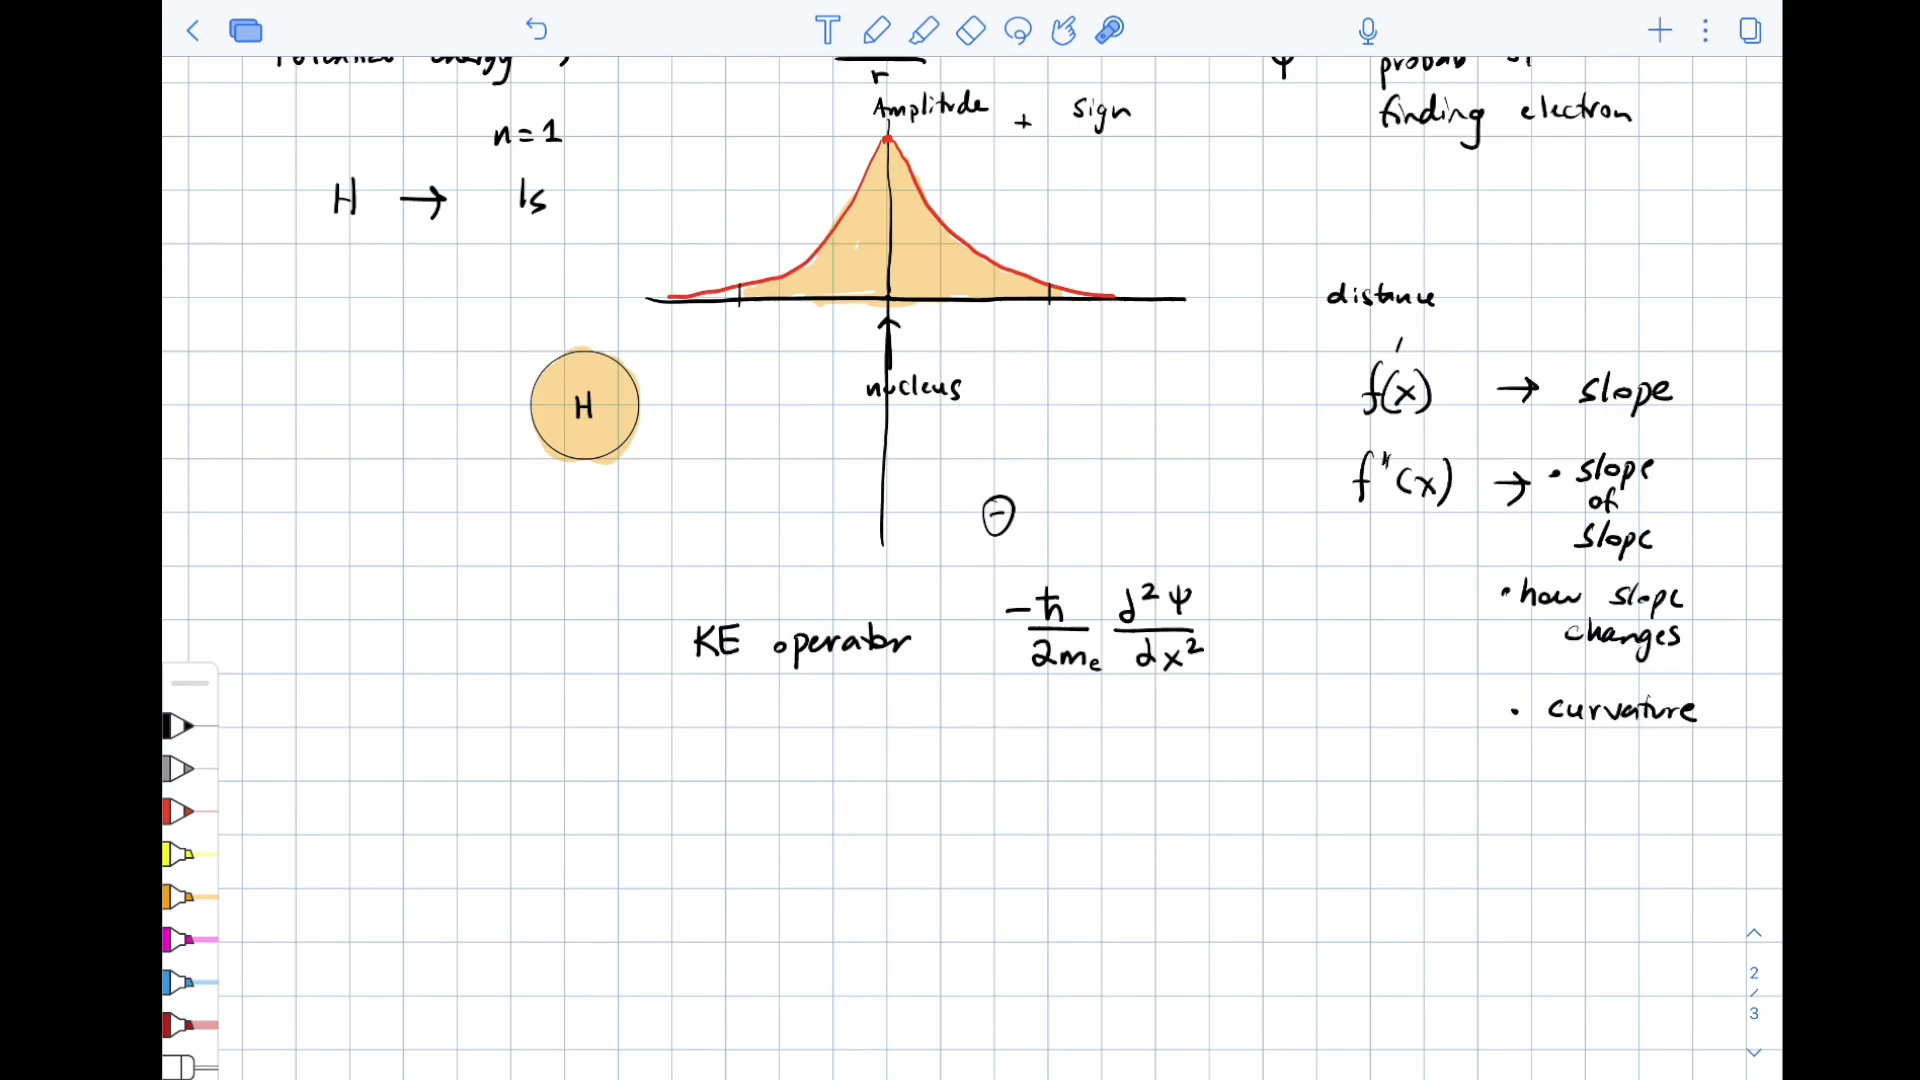 r
finding electron
Amplitude + sign
n = 1
H → 1s
distance
f'(x) → slope
nucleus
H
f"(x) → • slope
of
slope
−
• how slope
changes
KE operator −ħ/2mₑ d²Ψ/dx²
• curvature
2
/
3